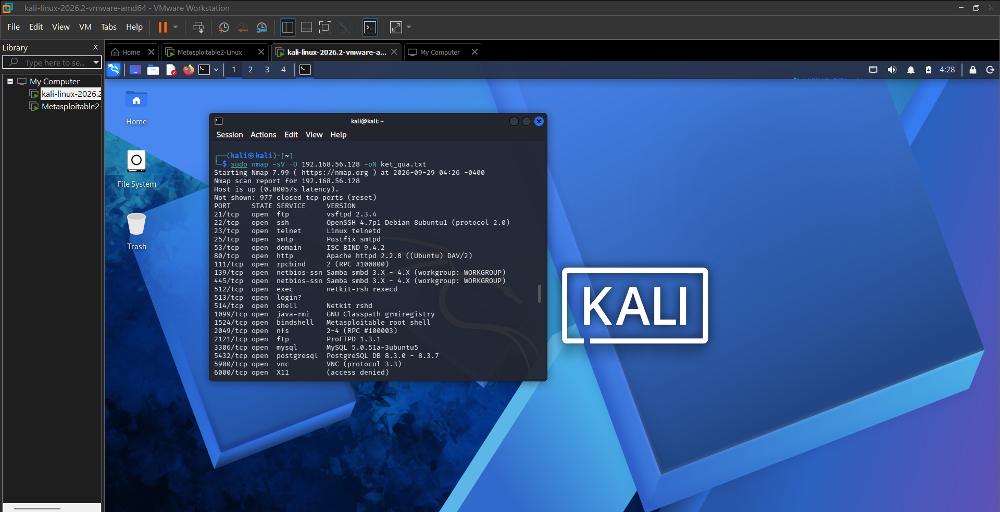 kali-linux-2026.2-vmware-amd64 - VMware Workstation
File Edit View VM Tabs Help
Library
Type here to se...
Home
Metasploitable2-Linux
kali-linux-2026.2-vmware-a...
My Computer
1 2 3 4
4:28
My Computer
kali-linux-2026.2
Metasploitable2-
Home
File System
Trash
kali@kali: ~
Session Actions Edit View Help
┌──(kali㉿kali)-[~]
└─$ sudo nmap -sV -O 192.168.56.128 -oN ket_qua.txt
Starting Nmap 7.99 ( https://nmap.org ) at 2026-09-29 04:26 -0400
Nmap scan report for 192.168.56.128
Host is up (0.00057s latency).
Not shown: 977 closed tcp ports (reset)
PORT     STATE SERVICE     VERSION
21/tcp   open  ftp         vsftpd 2.3.4
22/tcp   open  ssh         OpenSSH 4.7p1 Debian 8ubuntu1 (protocol 2.0)
23/tcp   open  telnet      Linux telnetd
25/tcp   open  smtp        Postfix smtpd
53/tcp   open  domain      ISC BIND 9.4.2
80/tcp   open  http        Apache httpd 2.2.8 ((Ubuntu) DAV/2)
111/tcp  open  rpcbind     2 (RPC #100000)
139/tcp  open  netbios-ssn Samba smbd 3.X - 4.X (workgroup: WORKGROUP)
445/tcp  open  netbios-ssn Samba smbd 3.X - 4.X (workgroup: WORKGROUP)
512/tcp  open  exec        netkit-rsh rexecd
513/tcp  open  login?
514/tcp  open  shell       Netkit rshd
1099/tcp open  java-rmi    GNU Classpath grmiregistry
1524/tcp open  bindshell   Metasploitable root shell
2049/tcp open  nfs         2-4 (RPC #100003)
2121/tcp open  ftp         ProFTPD 1.3.1
3306/tcp open  mysql       MySQL 5.0.51a-3ubuntu5
5432/tcp open  postgresql  PostgreSQL DB 8.3.0 - 8.3.7
5900/tcp open  vnc         VNC (protocol 3.3)
6000/tcp open  X11         (access denied)
KALI